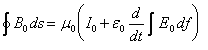 ∮ B₀ ds = μ₀ ( I₀ + ε₀ d/dt ∫ E₀ df )